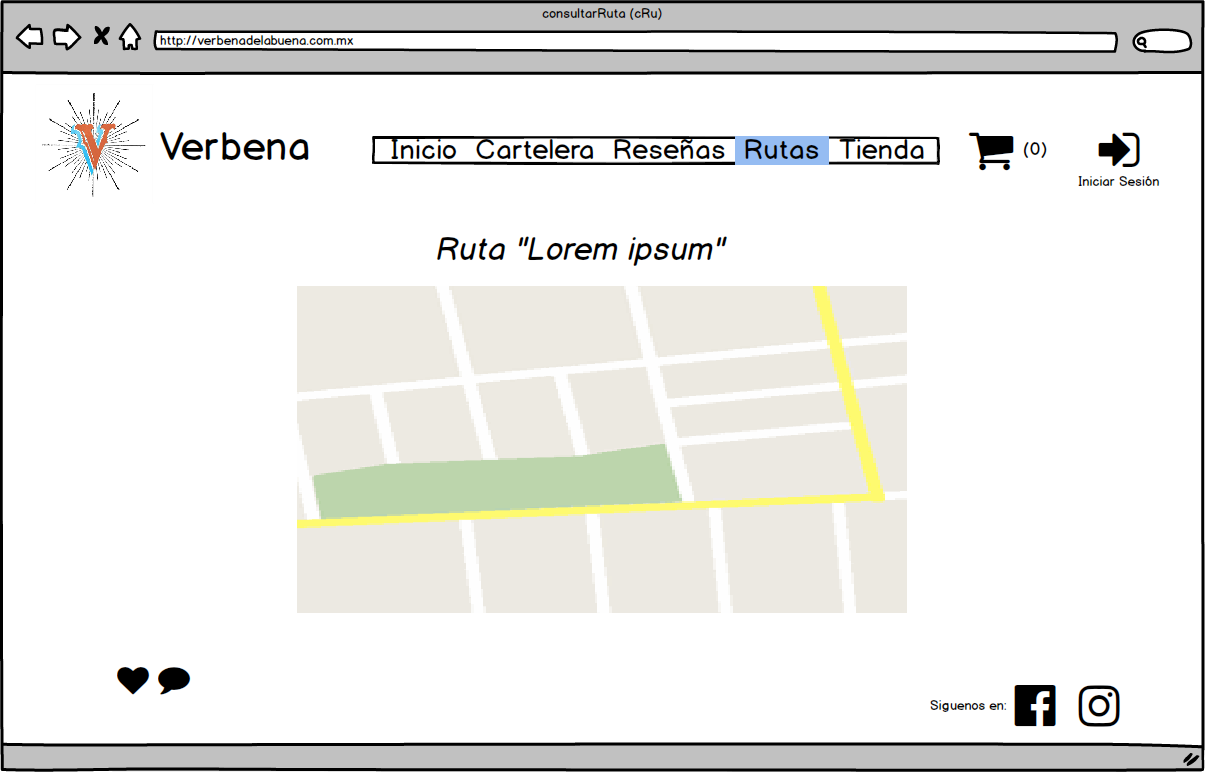 consultarRuta (cRu)
http://verbenadelabuena.com.mx
V
Verbena
Inicio Cartelera Reseñas Rutas Tienda
(0)
Iniciar Sesión
Ruta "Lorem ipsum"
Siguenos en: